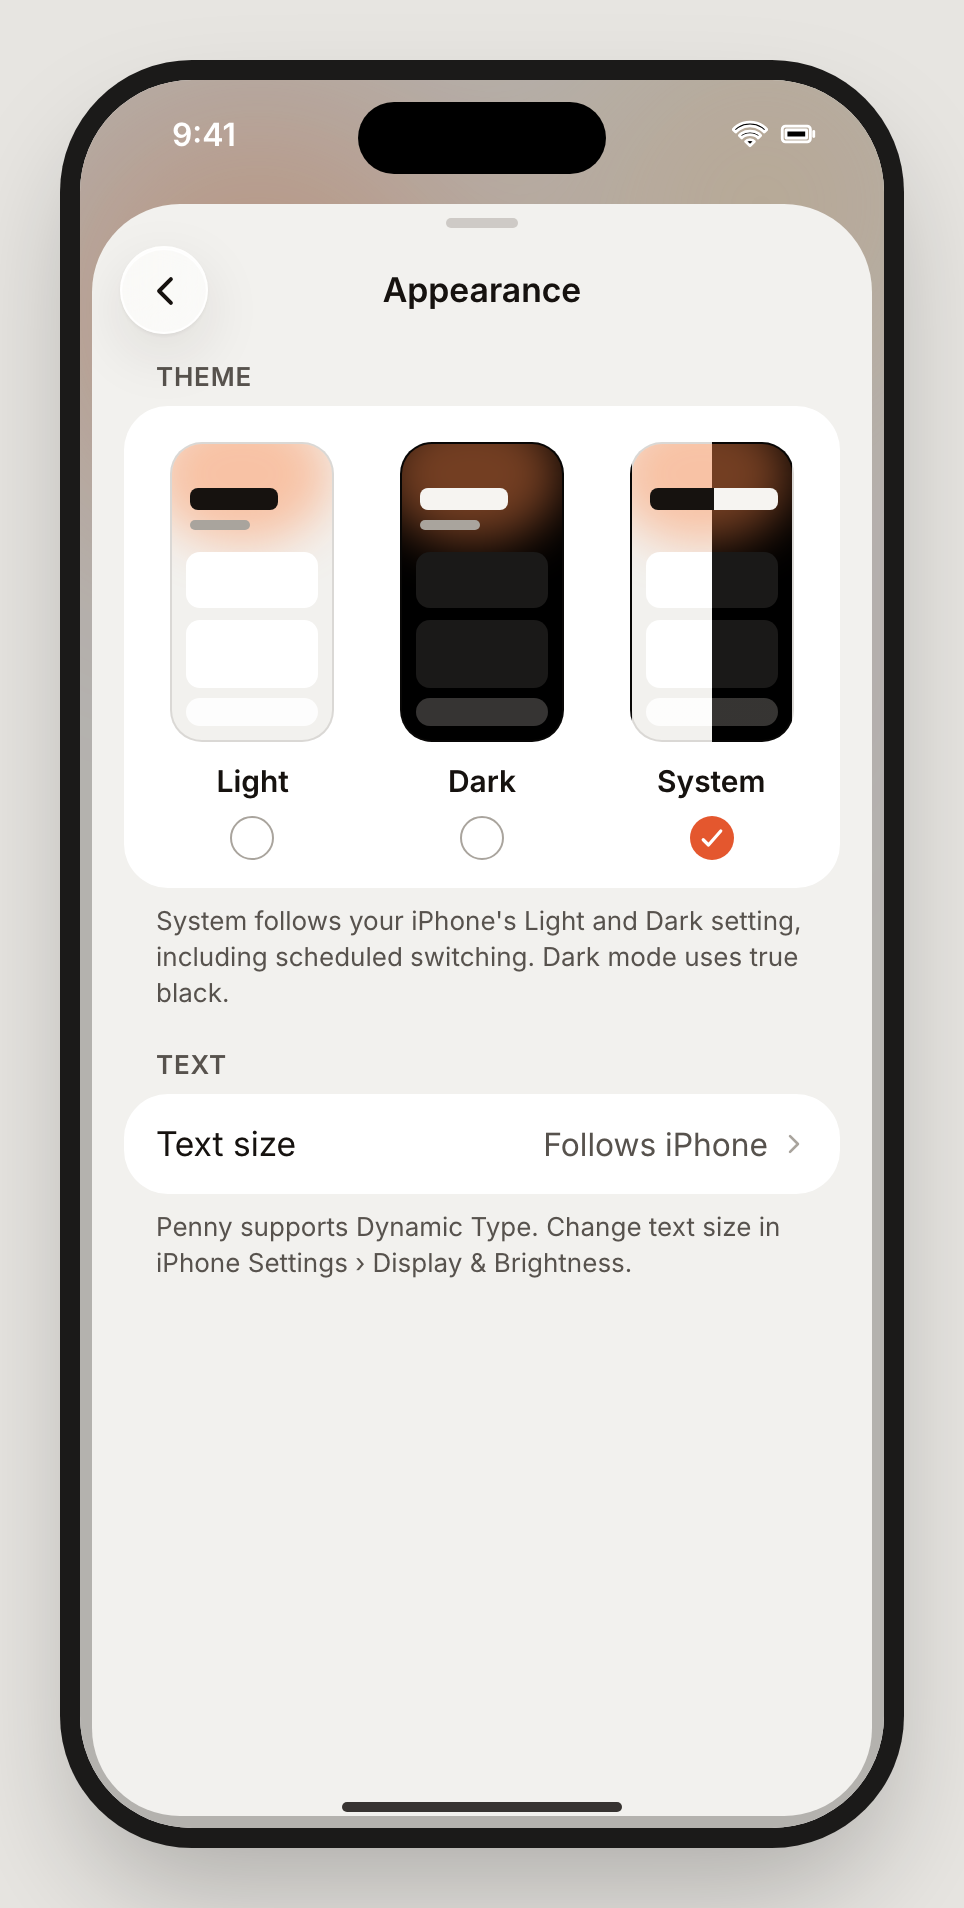 9:41
Appearance
THEME
Light
Dark
System
System follows your iPhone's Light and Dark setting,
including scheduled switching. Dark mode uses true
black.
TEXT
Text size
Follows iPhone
Penny supports Dynamic Type. Change text size in
iPhone Settings › Display & Brightness.